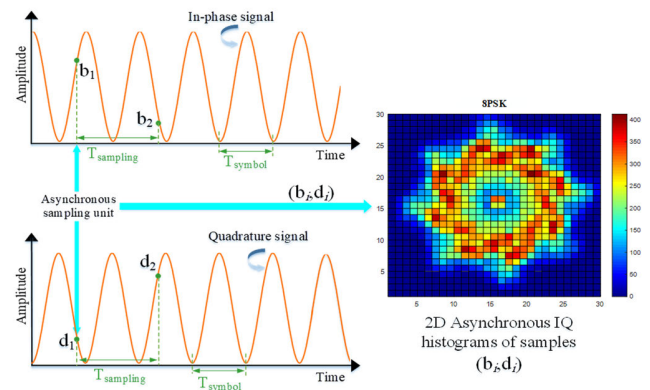 In-phase signal
Amplitude
b1
b2
Tsampling
Tsymbol
Time
Asynchronous
sampling unit
(bi,di)
Quadrature signal
Amplitude
d1
d2
Tsampling
Tsymbol
Time
8PSK
30
25
20
15
10
5
5 10 15 20 25 30
400
350
300
250
200
150
100
50
0
2D Asynchronous IQ
histograms of samples
(bi,di)